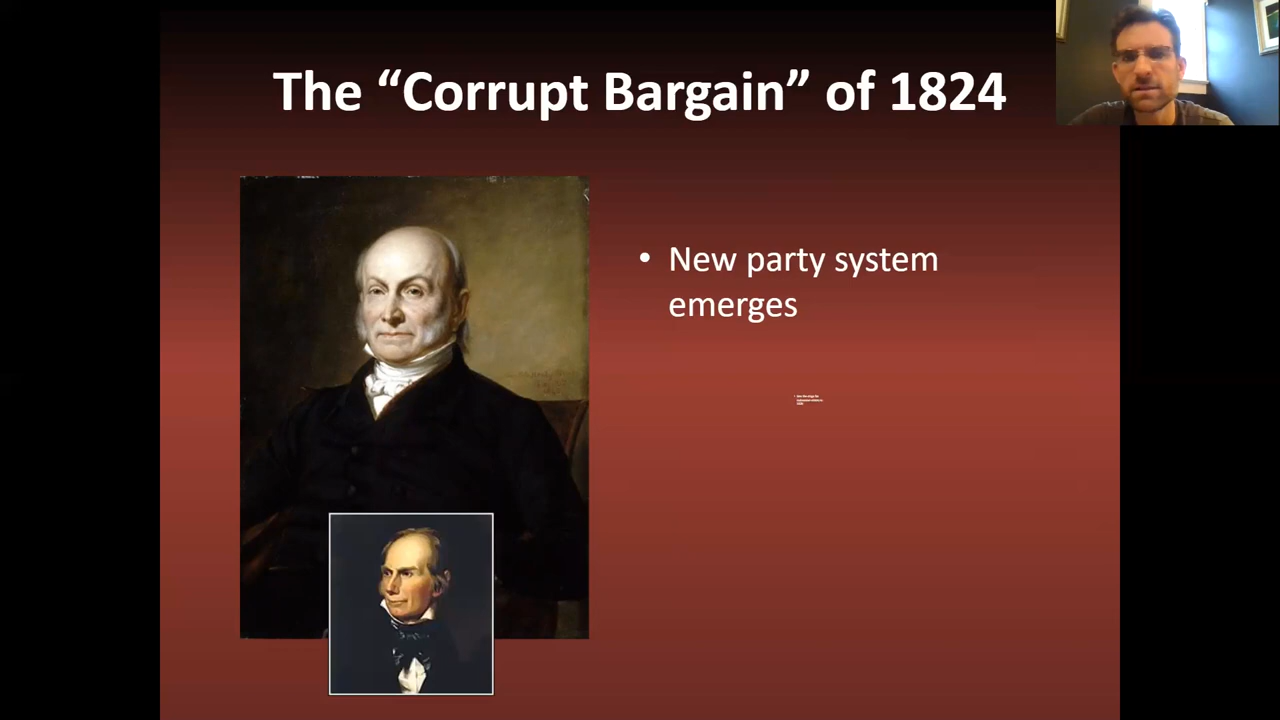 The “Corrupt Bargain” of 1824
• New party system
emerges